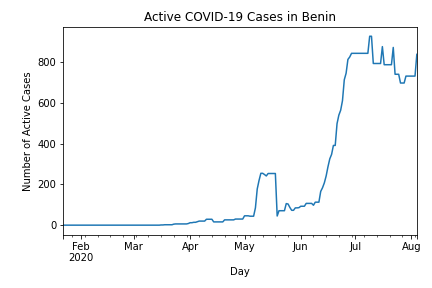 Active COVID-19 Cases in Benin
Number of Active Cases
800
600
400
200
0
Feb Mar Apr May Jun Jul Aug
2020
Day